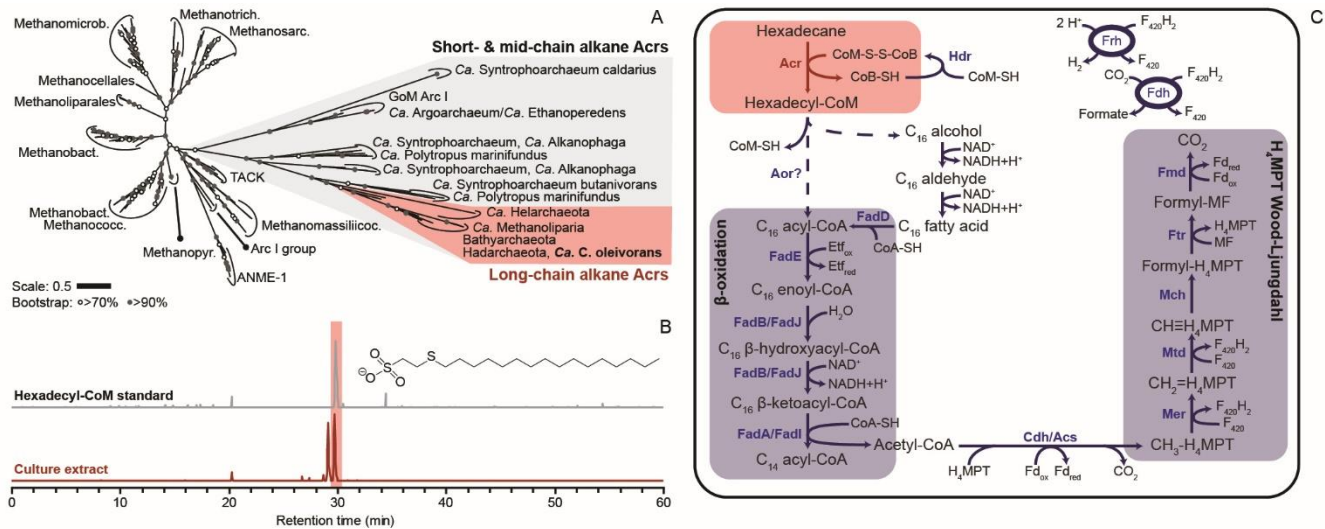 A
Methanomicrob.
Methanotrich.
Methanosarc.
Methanocellales
Methanoliparales
Methanobact.
Methanobact.
Methanococ.
Methanopyr.
TACK
Methanomassiliicoc.
Arc I group
ANME-1
Short- & mid-chain alkane Acrs
Ca. Syntrophoarchaeum caldarius
GoM Arc I
Ca. Argoarchaeum/Ca. Ethanoperedens
Ca. Syntrophoarchaeum, Ca. Alkanophaga
Ca. Polytropus marinifundus
Ca. Syntrophoarchaeum, Ca. Alkanophaga
Ca. Syntrophoarchaeum butanivorans
Ca. Polytropus marinifundus
Ca. Helarchaeota
Ca. Methanoliparia
Bathyarchaeota
Hadarchaeota, Ca. C. oleivorans
Long-chain alkane Acrs
Scale: 0.5
Bootstrap: >70% >90%
B
Hexadecyl-CoM standard
Culture extract
O
O
S
O
S
0 10 20 30 40 50 60
Retention time (min)
C
Hexadecane
Acr
CoM-S-S-CoB
CoB-SH
Hdr
CoM-SH
Hexadecyl-CoM
CoM-SH
Aor?
C16 alcohol
NAD+
NADH+H+
C16 aldehyde
NAD+
NADH+H+
C16 fatty acid
FadD
CoA-SH
β-oxidation
C16 acyl-CoA
FadE
Etfox
Etfred
C16 enoyl-CoA
FadB/FadJ
H2O
C16 β-hydroxyacyl-CoA
FadB/FadJ
NAD+
NADH+H+
C16 β-ketoacyl-CoA
FadA/FadI
CoA-SH
C14 acyl-CoA
Acetyl-CoA
Cdh/Acs
H4MPT
Fdox
Fdred
CO2
2 H+
F420H2
Frh
H2
F420
CO2
F420H2
Fdh
Formate
F420
H4MPT Wood-Ljungdahl
CO2
Fmd
Fdred
Fdox
Formyl-MF
Ftr
H4MPT
MF
Formyl-H4MPT
Mch
CH≡H4MPT
Mtd
F420H2
F420
CH2=H4MPT
Mer
F420H2
F420
CH3-H4MPT